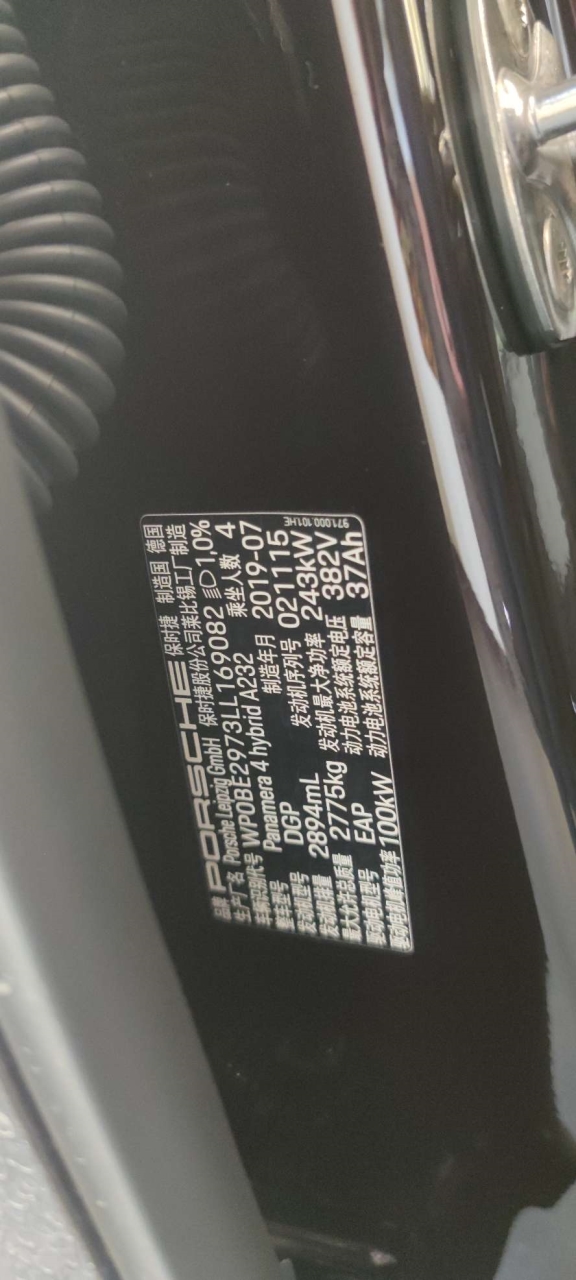 品牌 PORSCHE 保时捷 制造国 德国
生产厂名 Porsche Leipzig GmbH 保时捷股份公司莱比锡工厂制造
车辆识别代号 WP0BE2973LL169082 1,0%
整车型号 Panamera 4 hybrid A232 乘坐人数 4
发动机型号 DGP 制造年月 2019-07
发动机排量 2894mL 发动机序列号 021115
最大允许总质量 2775kg 发动机最大净功率 243kW
驱动电机型号 EAP 动力电池系统额定电压 382V
驱动电机峰值功率 100kW 动力电池系统额定容量 37Ah
971.000.101.HE